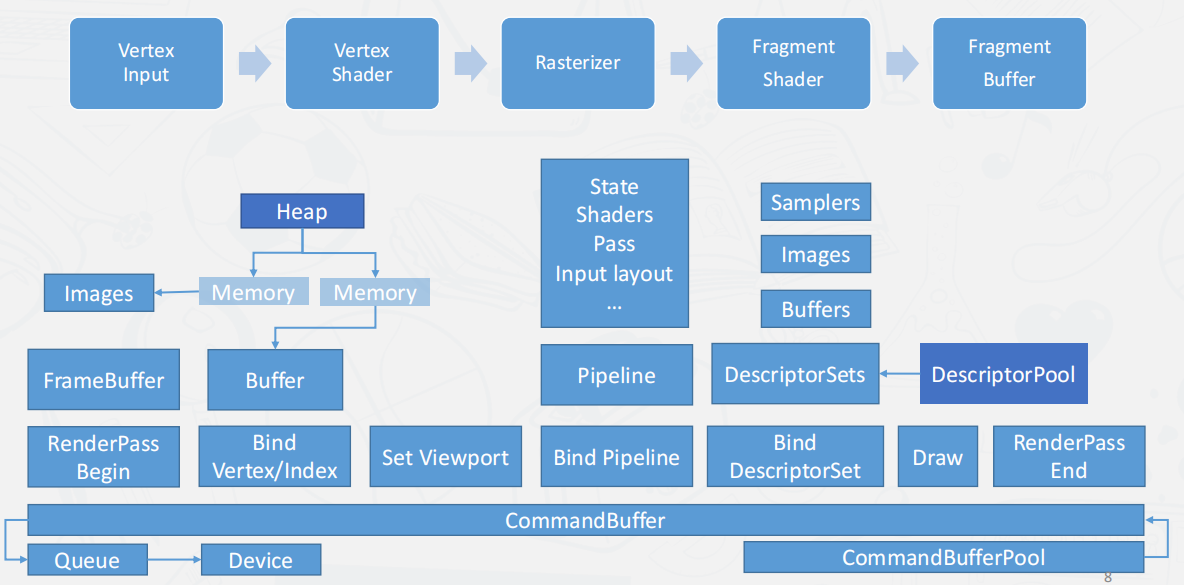 Vertex
Input
Vertex
Shader
Rasterizer
Fragment
Shader
Fragment
Buffer
Heap
State
Shaders
Pass
Input layout
...
Samplers
Images
Buffers
Images
Memory
Memory
FrameBuffer
Buffer
Pipeline
DescriptorSets
DescriptorPool
RenderPass
Begin
Bind
Vertex/Index
Set Viewport
Bind Pipeline
Bind
DescriptorSet
Draw
RenderPass
End
CommandBuffer
Queue
Device
CommandBufferPool
8